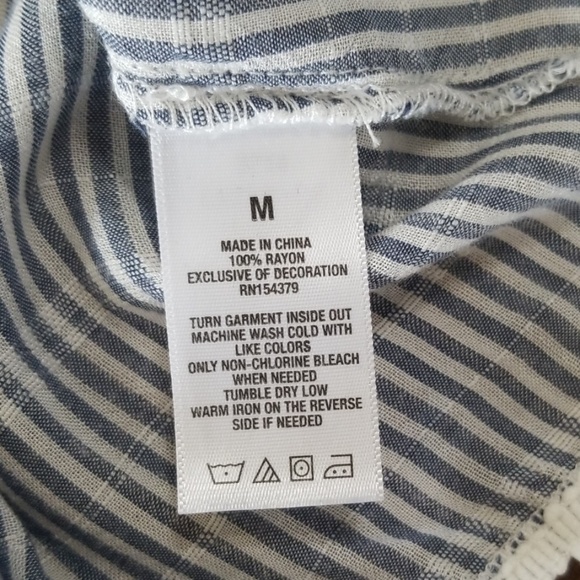 M
MADE IN CHINA
100% RAYON
EXCLUSIVE OF DECORATION
RN154379
TURN GARMENT INSIDE OUT
MACHINE WASH COLD WITH
LIKE COLORS
ONLY NON-CHLORINE BLEACH
WHEN NEEDED
TUMBLE DRY LOW
WARM IRON ON THE REVERSE
SIDE IF NEEDED